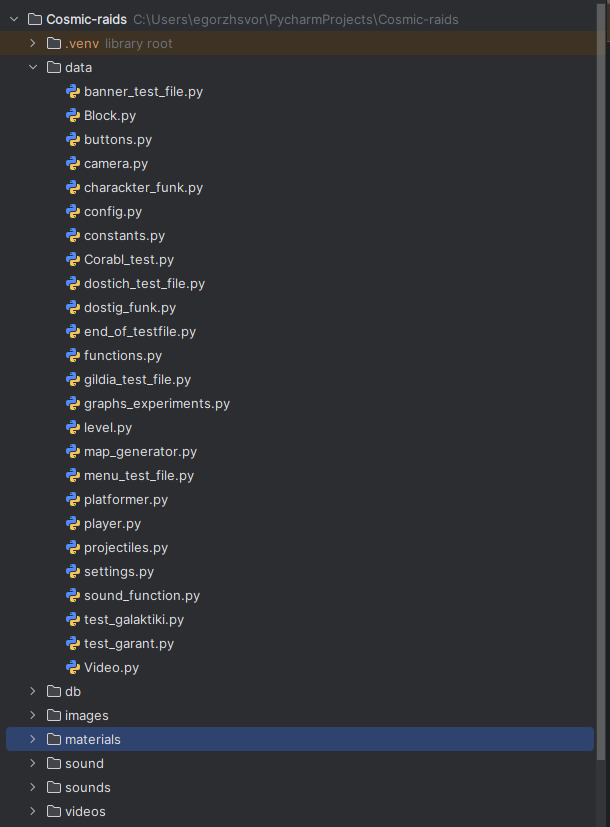 Cosmic-raids C:\Users\egorzhsvor\PycharmProjects\Cosmic-raids
.venv library root
data
banner_test_file.py
Block.py
buttons.py
camera.py
charackter_funk.py
config.py
constants.py
Corabl_test.py
dostich_test_file.py
dostig_funk.py
end_of_testfile.py
functions.py
gildia_test_file.py
graphs_experiments.py
level.py
map_generator.py
menu_test_file.py
platformer.py
player.py
projectiles.py
settings.py
sound_function.py
test_galaktiki.py
test_garant.py
Video.py
db
images
materials
sound
sounds
videos